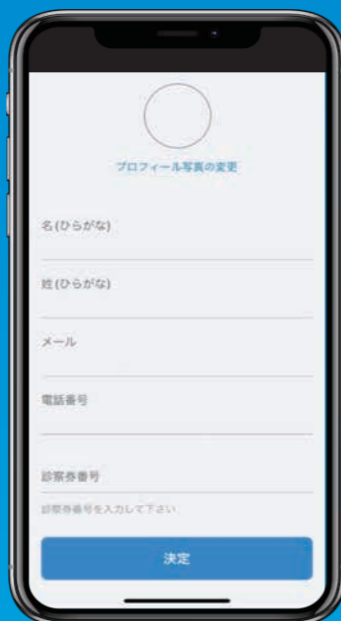 プロフィール写真の変更
名(ひらがな)
姓(ひらがな)
メール
電話番号
診察券番号
診察券番号を入力して下さい
決定